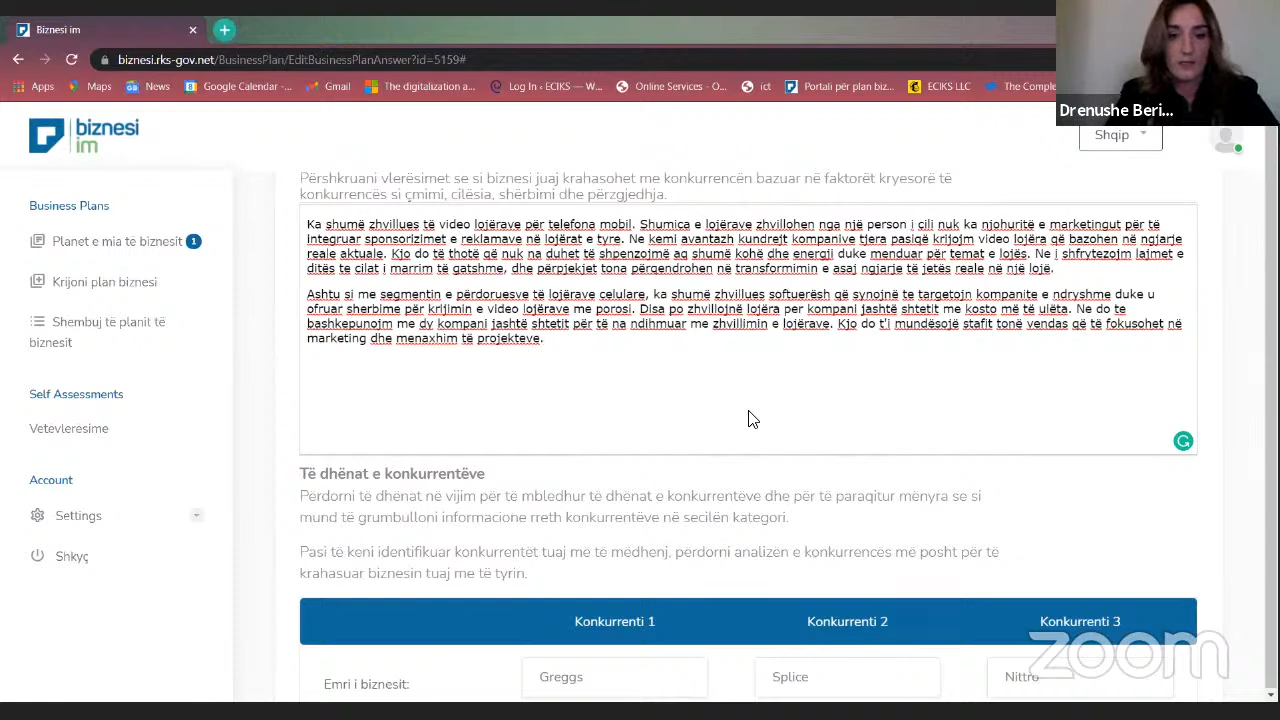 Biznesi im
biznesi.rks-gov.net/BusinessPlan/EditBusinessPlanAnswer?id=5159#
Apps Maps News Google Calendar -... Gmail The digitalization a... Log In ‹ ECIKS — W... Online Services - O... ict Portali për plan biz... ECIKS LLC The Comple
Drenushe Beri...
biznesi
im
Shqip
Business Plans
Planet e mia të biznesit 1
Krijoni plan biznesi
Shembuj të planit të
biznesit
Self Assessments
Vetëvlerësime
Account
Settings
Shkyç
Përshkruani vlerësimet se si biznesi juaj krahasohet me konkurrencën bazuar në faktorët kryesorë të
konkurrencës si çmimi, cilësia, shërbimi dhe përzgjedhja.
Ka shumë zhvillues të video lojërave për telefona mobil. Shumica e lojërave zhvillohen nga një person i cili nuk ka njohuritë e marketingut për të
integruar sponsorizimet e reklamave në lojërat e tyre. Ne kemi avantazh kundrejt kompanive tjera pasiqë krijojm video lojëra që bazohen në ngjarje
reale aktuale. Kjo do të thotë që nuk na duhet të shpenzojmë aq shumë kohë dhe energji duke menduar për temat e lojës. Ne i shfrytezojm lajmet e
ditës te cilat i marrim të gatshme, dhe përpjekjet tona përqendrohen në transformimin e asaj ngjarje të jetës reale në një lojë.
Ashtu si me segmentin e përdoruesve të lojërave celulare, ka shumë zhvillues softuerësh që synojnë te targetojn kompanite e ndryshme duke u
ofruar sherbime për krijimin e video lojërave me porosi. Disa po zhvillojnë lojëra per kompani jashtë shtetit me kosto më të ulëta. Ne do te
bashkepunojm me dy kompani jashtë shtetit për të na ndihmuar me zhvillimin e lojërave. Kjo do t'i mundësojë stafit tonë vendas që të fokusohet në
marketing dhe menaxhim të projekteve.
Të dhënat e konkurrentëve
Përdorni të dhënat në vijim për të mbledhur të dhënat e konkurrentëve dhe për të paraqitur mënyra se si
mund të grumbulloni informacione rreth konkurrentëve në secilën kategori.
Pasi të keni identifikuar konkurrentët tuaj më të mëdhenj, përdorni analizën e konkurrencës më poshtë për të
krahasuar biznesin tuaj me të tyrin.
Konkurrenti 1 Konkurrenti 2 Konkurrenti 3
Emri i biznesit: Greggs Splice Nittro
zoom